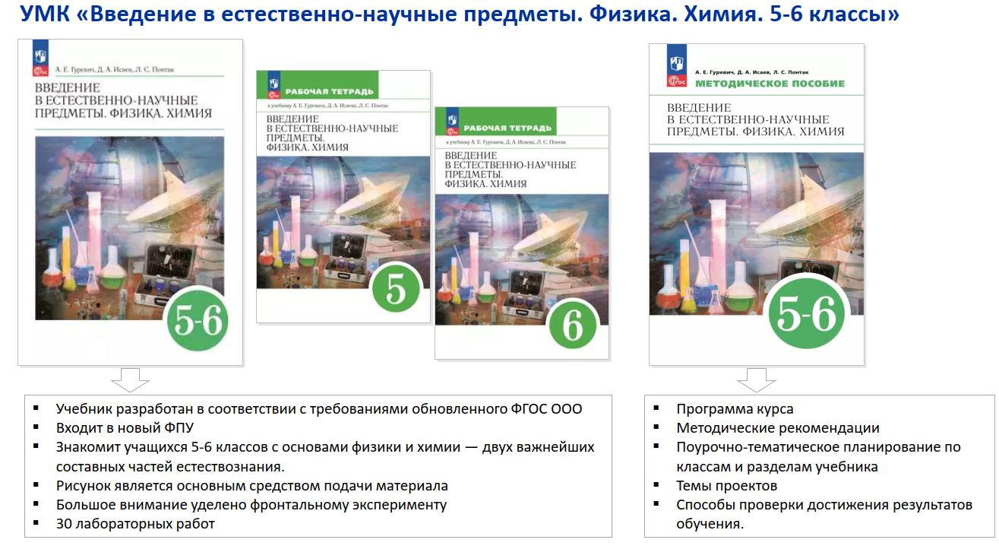 УМК «Введение в естественно-научные предметы. Физика. Химия. 5-6 классы»
ФГОС
А. Е. Гуревич, Д. А. Исаев, Л. С. Понтак
ВВЕДЕНИЕ
В ЕСТЕСТВЕННО-НАУЧНЫЕ
ПРЕДМЕТЫ. ФИЗИКА. ХИМИЯ
5-6
ФГОС
РАБОЧАЯ ТЕТРАДЬ
к учебнику А. Е. Гуревича, Д. А. Исаева, Л. С. Понтак
ВВЕДЕНИЕ
В ЕСТЕСТВЕННО-НАУЧНЫЕ
ПРЕДМЕТЫ.
ФИЗИКА. ХИМИЯ
5
ФГОС
РАБОЧАЯ ТЕТРАДЬ
к учебнику А. Е. Гуревича, Д. А. Исаева, Л. С. Понтак
ВВЕДЕНИЕ
В ЕСТЕСТВЕННО-НАУЧНЫЕ
ПРЕДМЕТЫ.
ФИЗИКА. ХИМИЯ
6
ФГОС
А. Е. Гуревич, Д. А. Исаев, Л. С. Понтак
МЕТОДИЧЕСКОЕ ПОСОБИЕ
ВВЕДЕНИЕ
В ЕСТЕСТВЕННО-НАУЧНЫЕ
ПРЕДМЕТЫ. ФИЗИКА. ХИМИЯ
5-6
▪ Учебник разработан в соответствии с требованиями обновленного ФГОС ООО
▪ Входит в новый ФПУ
▪ Знакомит учащихся 5-6 классов с основами физики и химии — двух важнейших
составных частей естествознания.
▪ Рисунок является основным средством подачи материала
▪ Большое внимание уделено фронтальному эксперименту
▪ 30 лабораторных работ
▪ Программа курса
▪ Методические рекомендации
▪ Поурочно-тематическое планирование по
классам и разделам учебника
▪ Темы проектов
▪ Способы проверки достижения результатов
обучения.